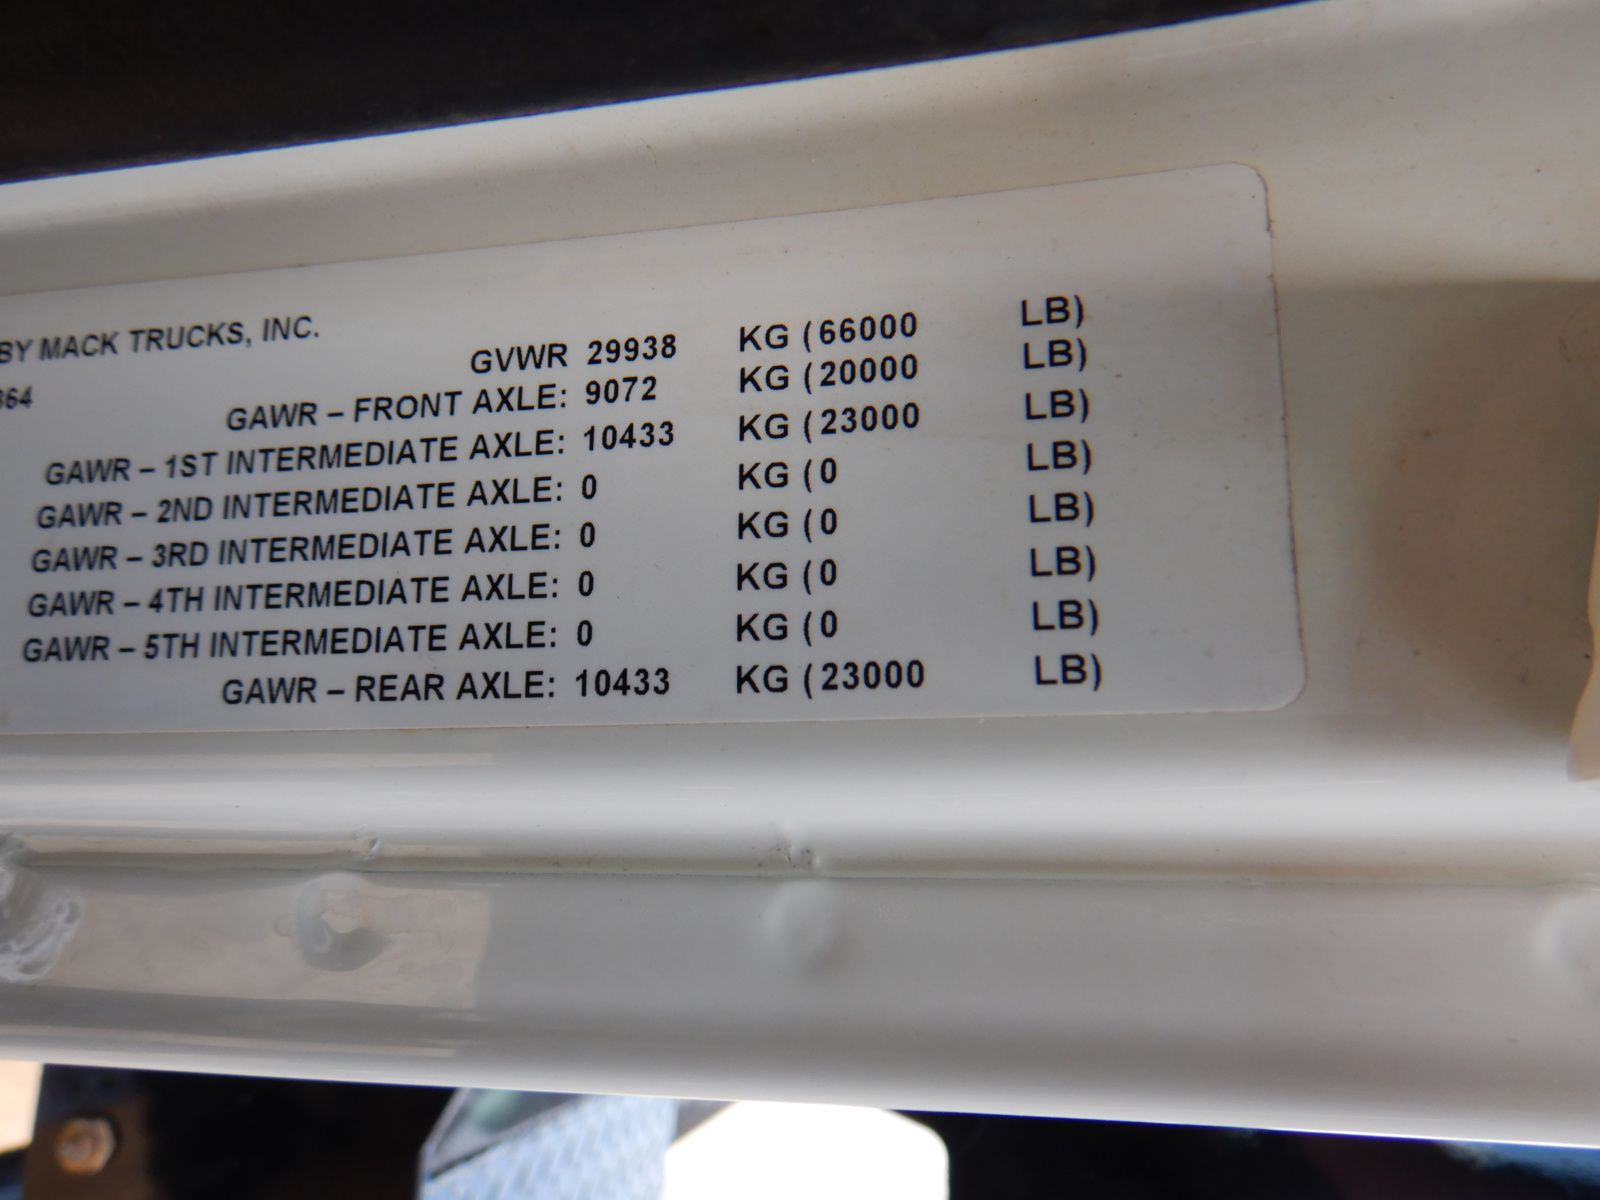 BY MACK TRUCKS, INC.
364
GVWR 29938 KG (66000 LB)
GAWR – FRONT AXLE: 9072 KG (20000 LB)
GAWR – 1ST INTERMEDIATE AXLE: 10433 KG (23000 LB)
GAWR – 2ND INTERMEDIATE AXLE: 0 KG (0 LB)
GAWR – 3RD INTERMEDIATE AXLE: 0 KG (0 LB)
GAWR – 4TH INTERMEDIATE AXLE: 0 KG (0 LB)
GAWR – 5TH INTERMEDIATE AXLE: 0 KG (0 LB)
GAWR – REAR AXLE: 10433 KG (23000 LB)